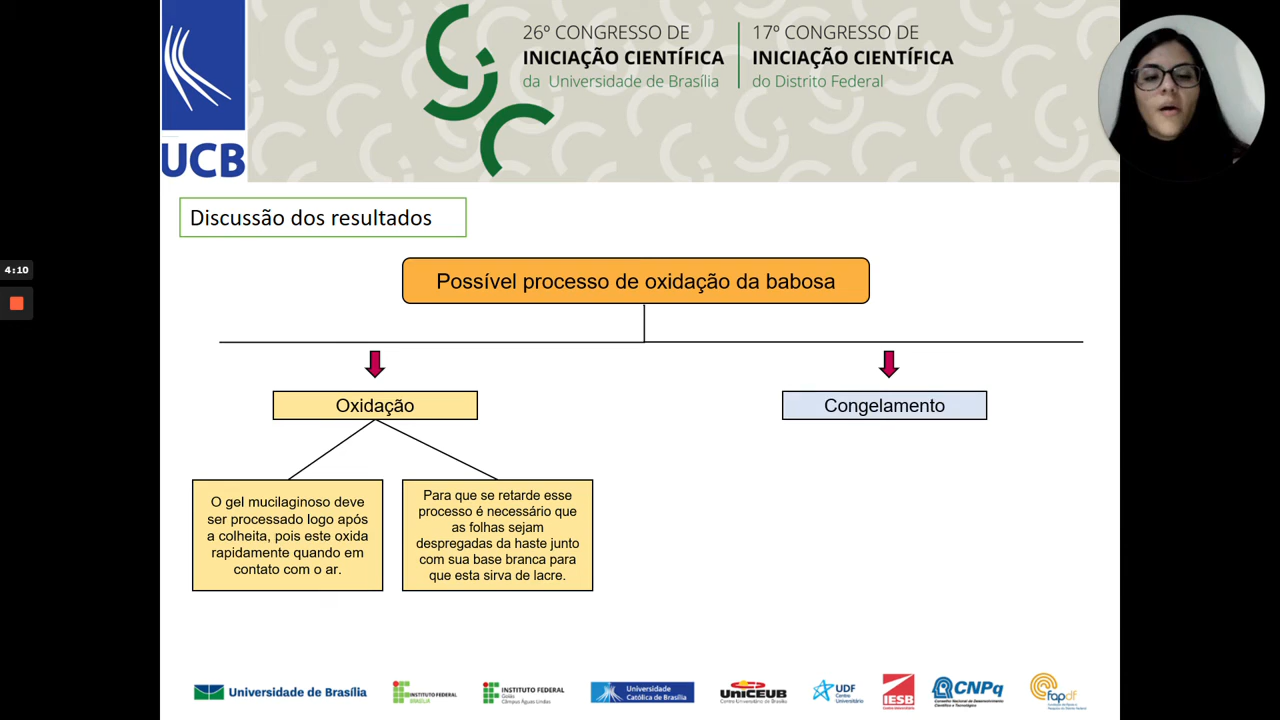 26º CONGRESSO DE
INICIAÇÃO CIENTÍFICA
da Universidade de Brasília
17º CONGRESSO DE
INICIAÇÃO CIENTÍFICA
do Distrito Federal
UCB
Discussão dos resultados
4:10
Possível processo de oxidação da babosa
Oxidação
Congelamento
O gel mucilaginoso deve
ser processado logo após
a colheita, pois este oxida
rapidamente quando em
contato com o ar.
Para que se retarde esse
processo é necessário que
as folhas sejam
despregadas da haste junto
com sua base branca para
que esta sirva de lacre.
Universidade de Brasília
INSTITUTO FEDERAL
BRASÍLIA
INSTITUTO FEDERAL
Goiás
Câmpus Águas Lindas
Universidade
Católica de Brasília
UniCEUB
Centro Universitário de Brasília
UDF
Centro
Universitário
IESB
CNPq
Conselho Nacional de Desenvolvimento
Científico e Tecnológico
fapdf